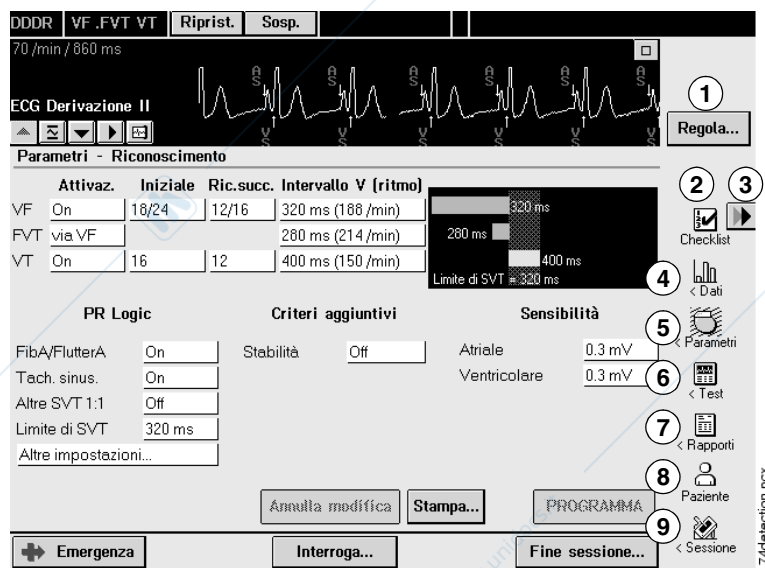 DDDR VF .FVT VT Riprist. Sosp.
70 /min / 860 ms
A S A S A S A S A S
ECG Derivazione II
V S V S V S V S V S
1
Regola...
Parametri - Riconoscimento
Attivaz. Iniziale Ric.succ. Intervallo V (ritmo)
VF On 18/24 12/16 320 ms (188 /min)
FVT via VF 280 ms (214 /min)
VT On 16 12 400 ms (150 /min)
320 ms
280 ms
400 ms
Limite di SVT = 320 ms
2 3
Checklist
4
< Dati
PR Logic Criteri aggiuntivi Sensibilità
5
< Parametri
FibA/FlutterA On Stabilità Off Atriale 0.3 mV
Tach. sinus. On Ventricolare 0.3 mV
Altre SVT 1:1 Off
Limite di SVT 320 ms
Altre impostazioni...
6
< Test
7
< Rapporti
8
Paziente
Annulla modifica Stampa... PROGRAMMA
9
< Sessione
Emergenza Interroga... Fine sessione...
74detection.pcx